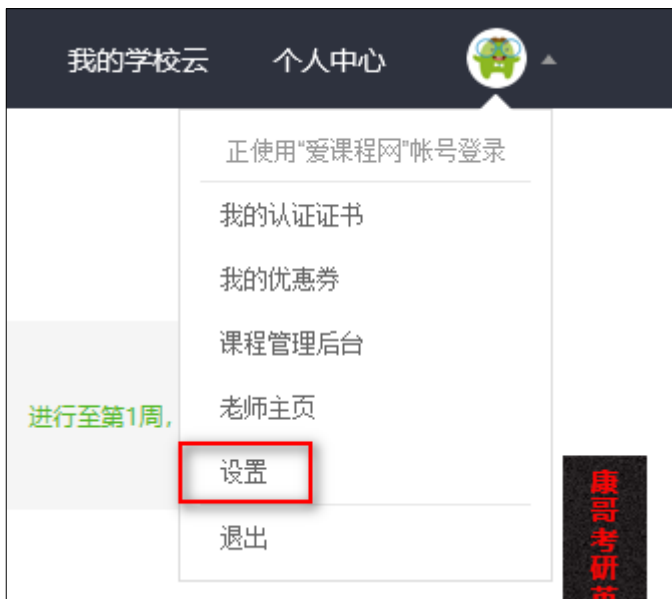 我的学校云 个人中心
正使用“爱课程网”帐号登录
我的认证证书
我的优惠券
课程管理后台
老师主页
进行至第1周,
设置
退出
康哥考研英